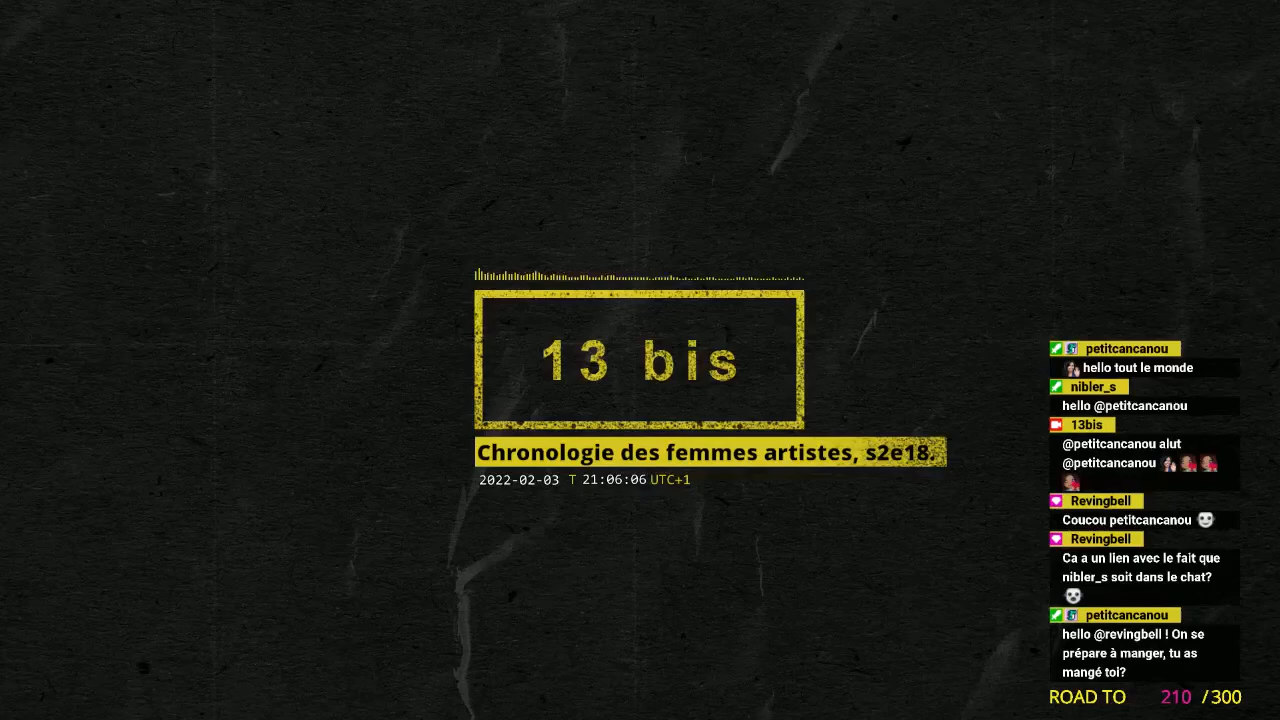 13 bis
Chronologie des femmes artistes, s2e18.
2022-02-03 T 21:06:06 UTC+1
petitcancanou
hello tout le monde
nibler_s
hello @petitcancanou
13bis
@petitcancanou alut
@petitcancanou
Revingbell
Coucou petitcancanou
Revingbell
Ca a un lien avec le fait que
nibler_s soit dans le chat?
petitcancanou
hello @revingbell ! On se
prépare à manger, tu as
mangé toi?
ROAD TO 210 / 300